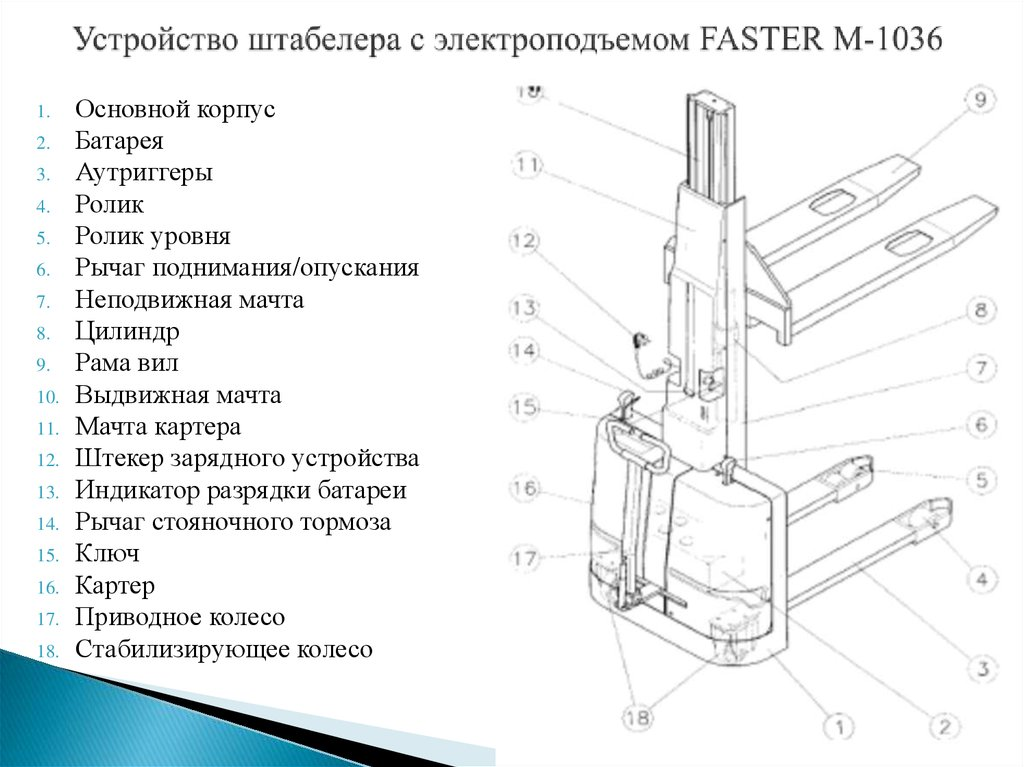 Устройство штабелера с электроподъемом FASTER М-1036
1. Основной корпус
2. Батарея
3. Аутриггеры
4. Ролик
5. Ролик уровня
6. Рычаг поднимания/опускания
7. Неподвижная мачта
8. Цилиндр
9. Рама вил
10. Выдвижная мачта
11. Мачта картера
12. Штекер зарядного устройства
13. Индикатор разрядки батареи
14. Рычаг стояночного тормоза
15. Ключ
16. Картер
17. Приводное колесо
18. Стабилизирующее колесо
10
9
11
12
13
8
14
7
15
6
16
5
17
4
3
18
1
2